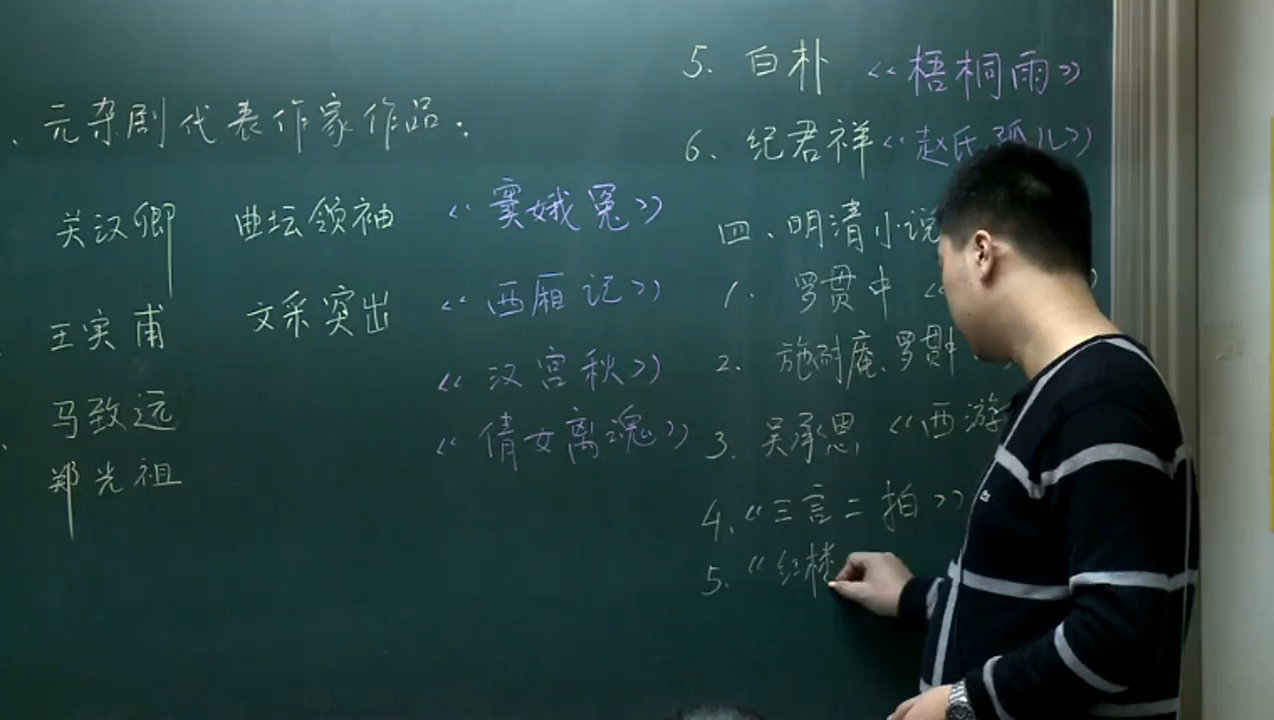 、元杂剧代表作家作品.
关汉卿 曲坛领袖 《窦娥冤》
王实甫 文采突出 《西厢记》
马致远 《汉宫秋》
郑光祖 《倩女离魂》
5. 白朴 《梧桐雨》
6. 纪君祥《赵氏孤儿》
四、明清小说
1. 罗贯中 《
2. 施耐庵、罗贯中
3. 吴承恩 《西游
4.《三言二拍》
5.《红楼